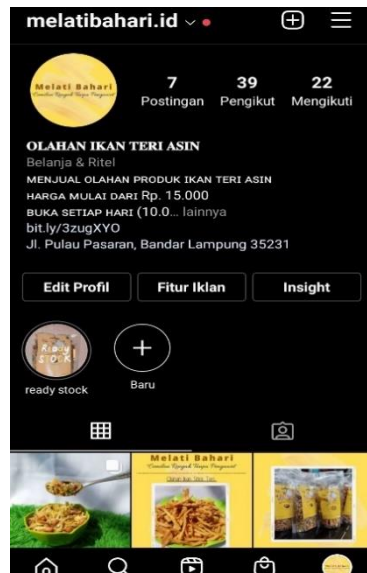 melatibahari.id
Melati Bahari
7 39 22
Postingan Pengikut Mengikuti
OLAHAN IKAN TERI ASIN
Belanja & Ritel
MENJUAL OLAHAN PRODUK IKAN TERI ASIN
HARGA MULAI DARI Rp. 15.000
BUKA SETIAP HARI (10.0... lainnya
bit.ly/3zugXYO
Jl. Pulau Pasaran, Bandar Lampung 35231
Edit Profil Fitur Iklan Insight
Ready
STOCK!
ready stock Baru
Melati Bahari